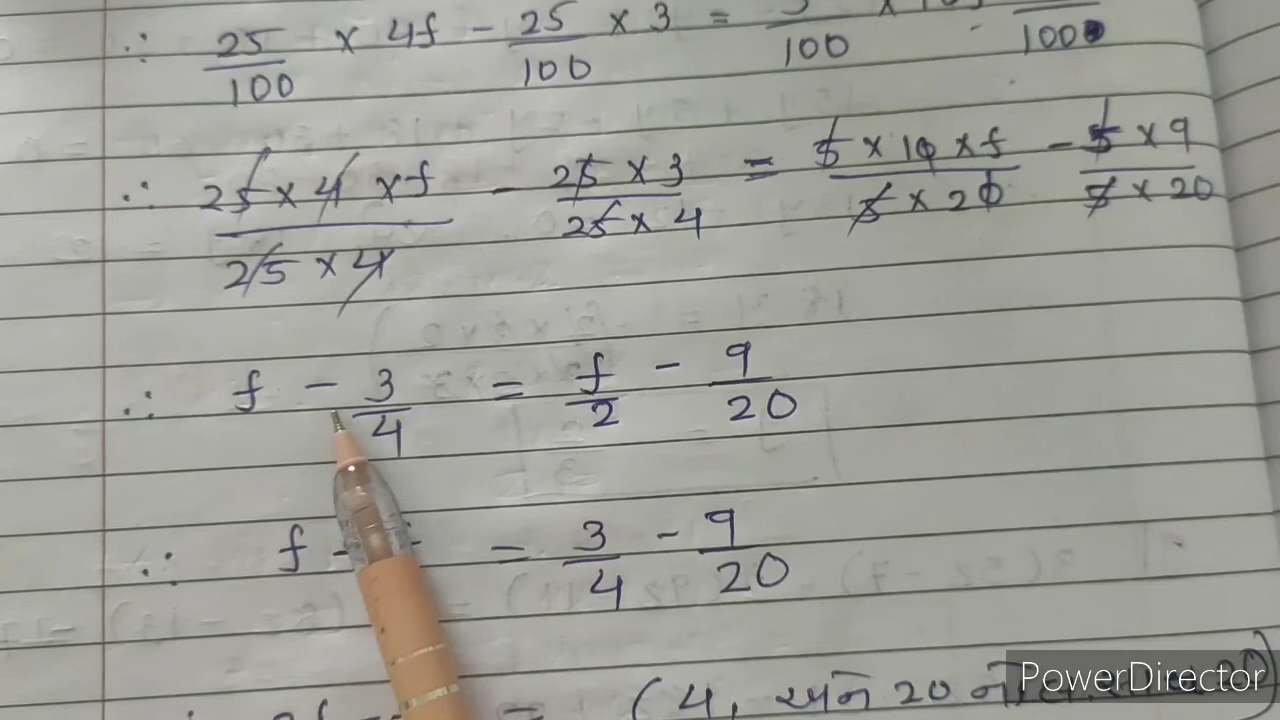 ∴ 25/100 × 4f − 25/100 × 3 = /100 × − /100
∴ 25 × 4 × f / 25 × 4 − 25 × 3 / 25 × 4 = 5 × 10 × f / 5 × 20 − 5 × 9 / 5 × 20
∴ f − 3/4 = f/2 − 9/20
∴ f − = 3/4 − 9/20
= (4, અને 20 નો
PowerDirector